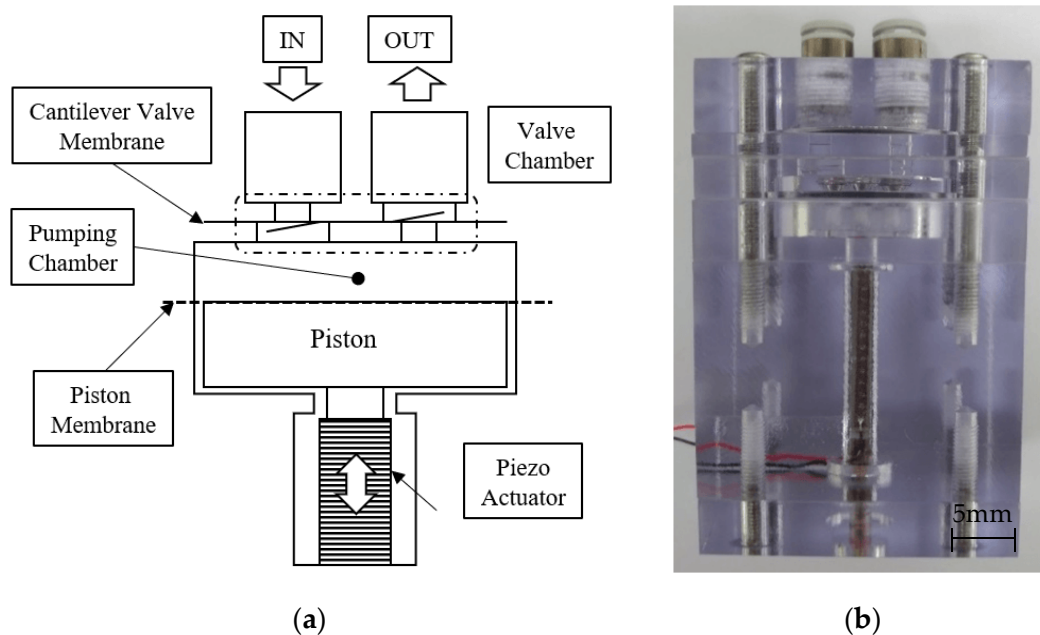 IN
OUT
Cantilever Valve
Membrane
Valve
Chamber
Pumping
Chamber
Piston
Piston
Membrane
Piezo
Actuator
5mm
(a)
(b)